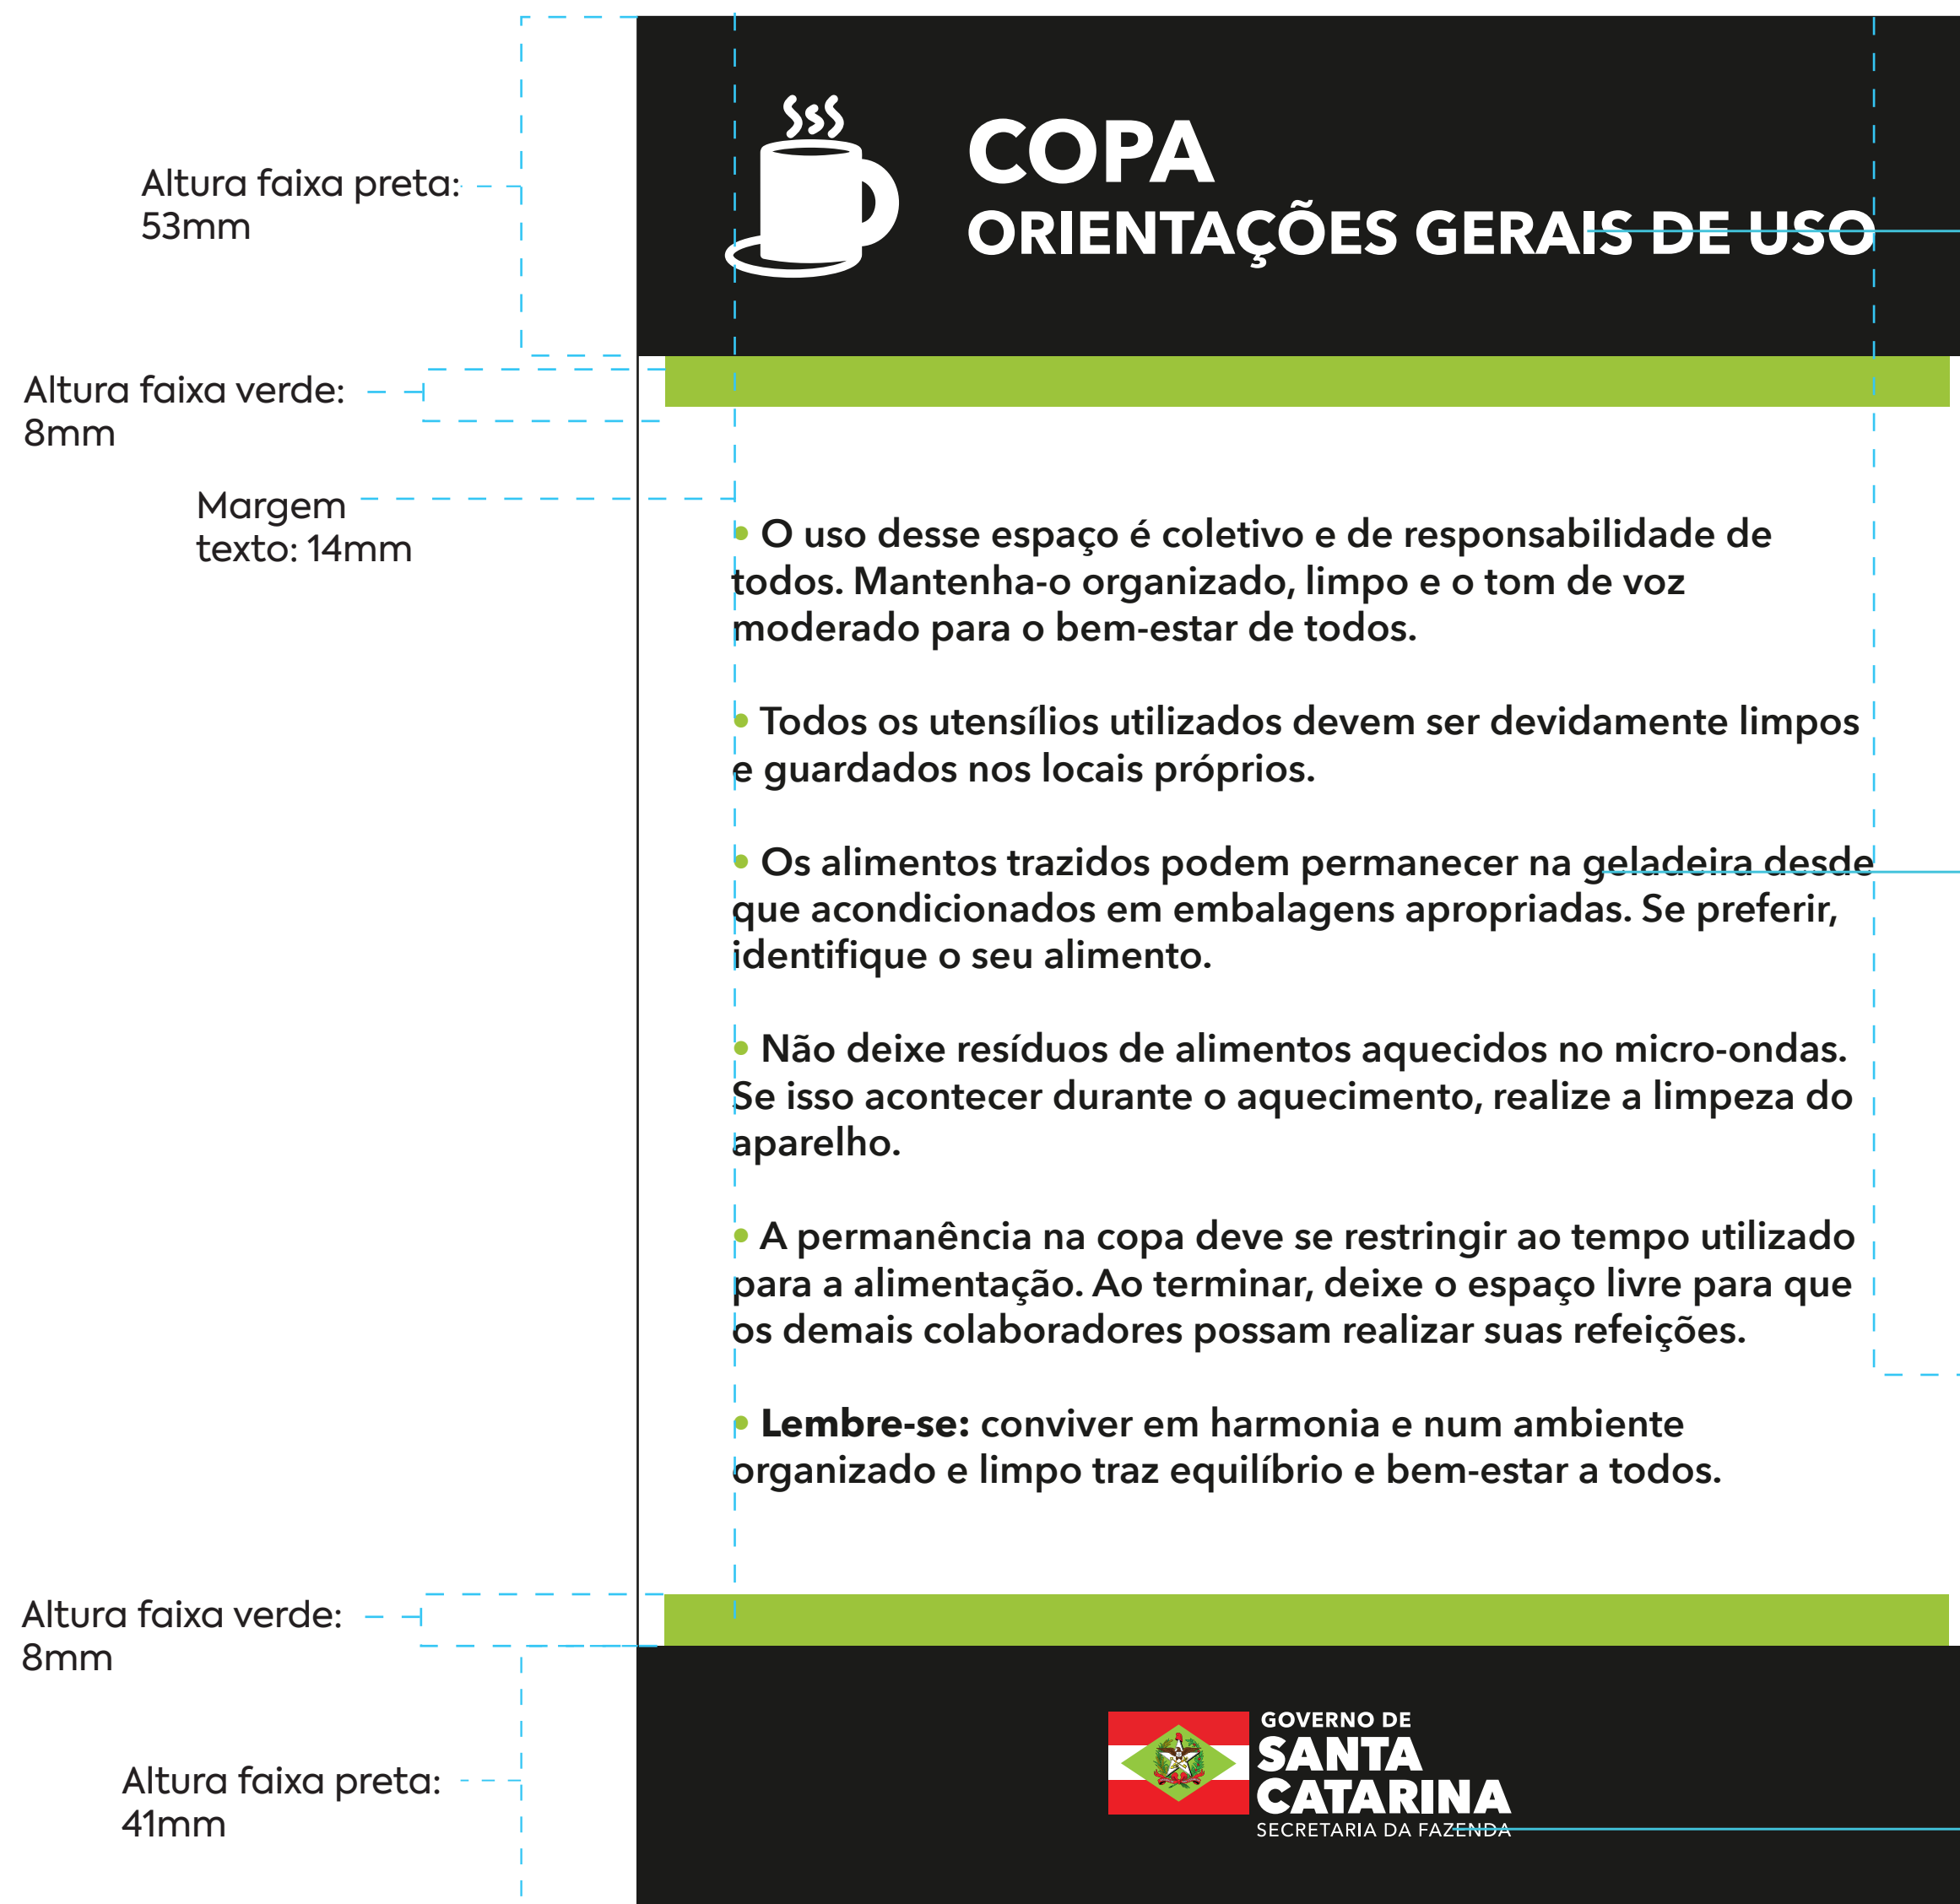 COPA
ORIENTAÇÕES GERAIS DE USO
Altura faixa preta:
53mm
Altura faixa verde:
8mm
Margem
texto: 14mm
• O uso desse espaço é coletivo e de responsabilidade de
todos. Mantenha-o organizado, limpo e o tom de voz
moderado para o bem-estar de todos.
• Todos os utensílios utilizados devem ser devidamente limpos
e guardados nos locais próprios.
• Os alimentos trazidos podem permanecer na geladeira desde
que acondicionados em embalagens apropriadas. Se preferir,
identifique o seu alimento.
• Não deixe resíduos de alimentos aquecidos no micro-ondas.
Se isso acontecer durante o aquecimento, realize a limpeza do
aparelho.
• A permanência na copa deve se restringir ao tempo utilizado
para a alimentação. Ao terminar, deixe o espaço livre para que
os demais colaboradores possam realizar suas refeições.
• Lembre-se: conviver em harmonia e num ambiente
organizado e limpo traz equilíbrio e bem-estar a todos.
Altura faixa verde:
8mm
Altura faixa preta:
41mm
GOVERNO DE
SANTA
CATARINA
SECRETARIA DA FAZENDA